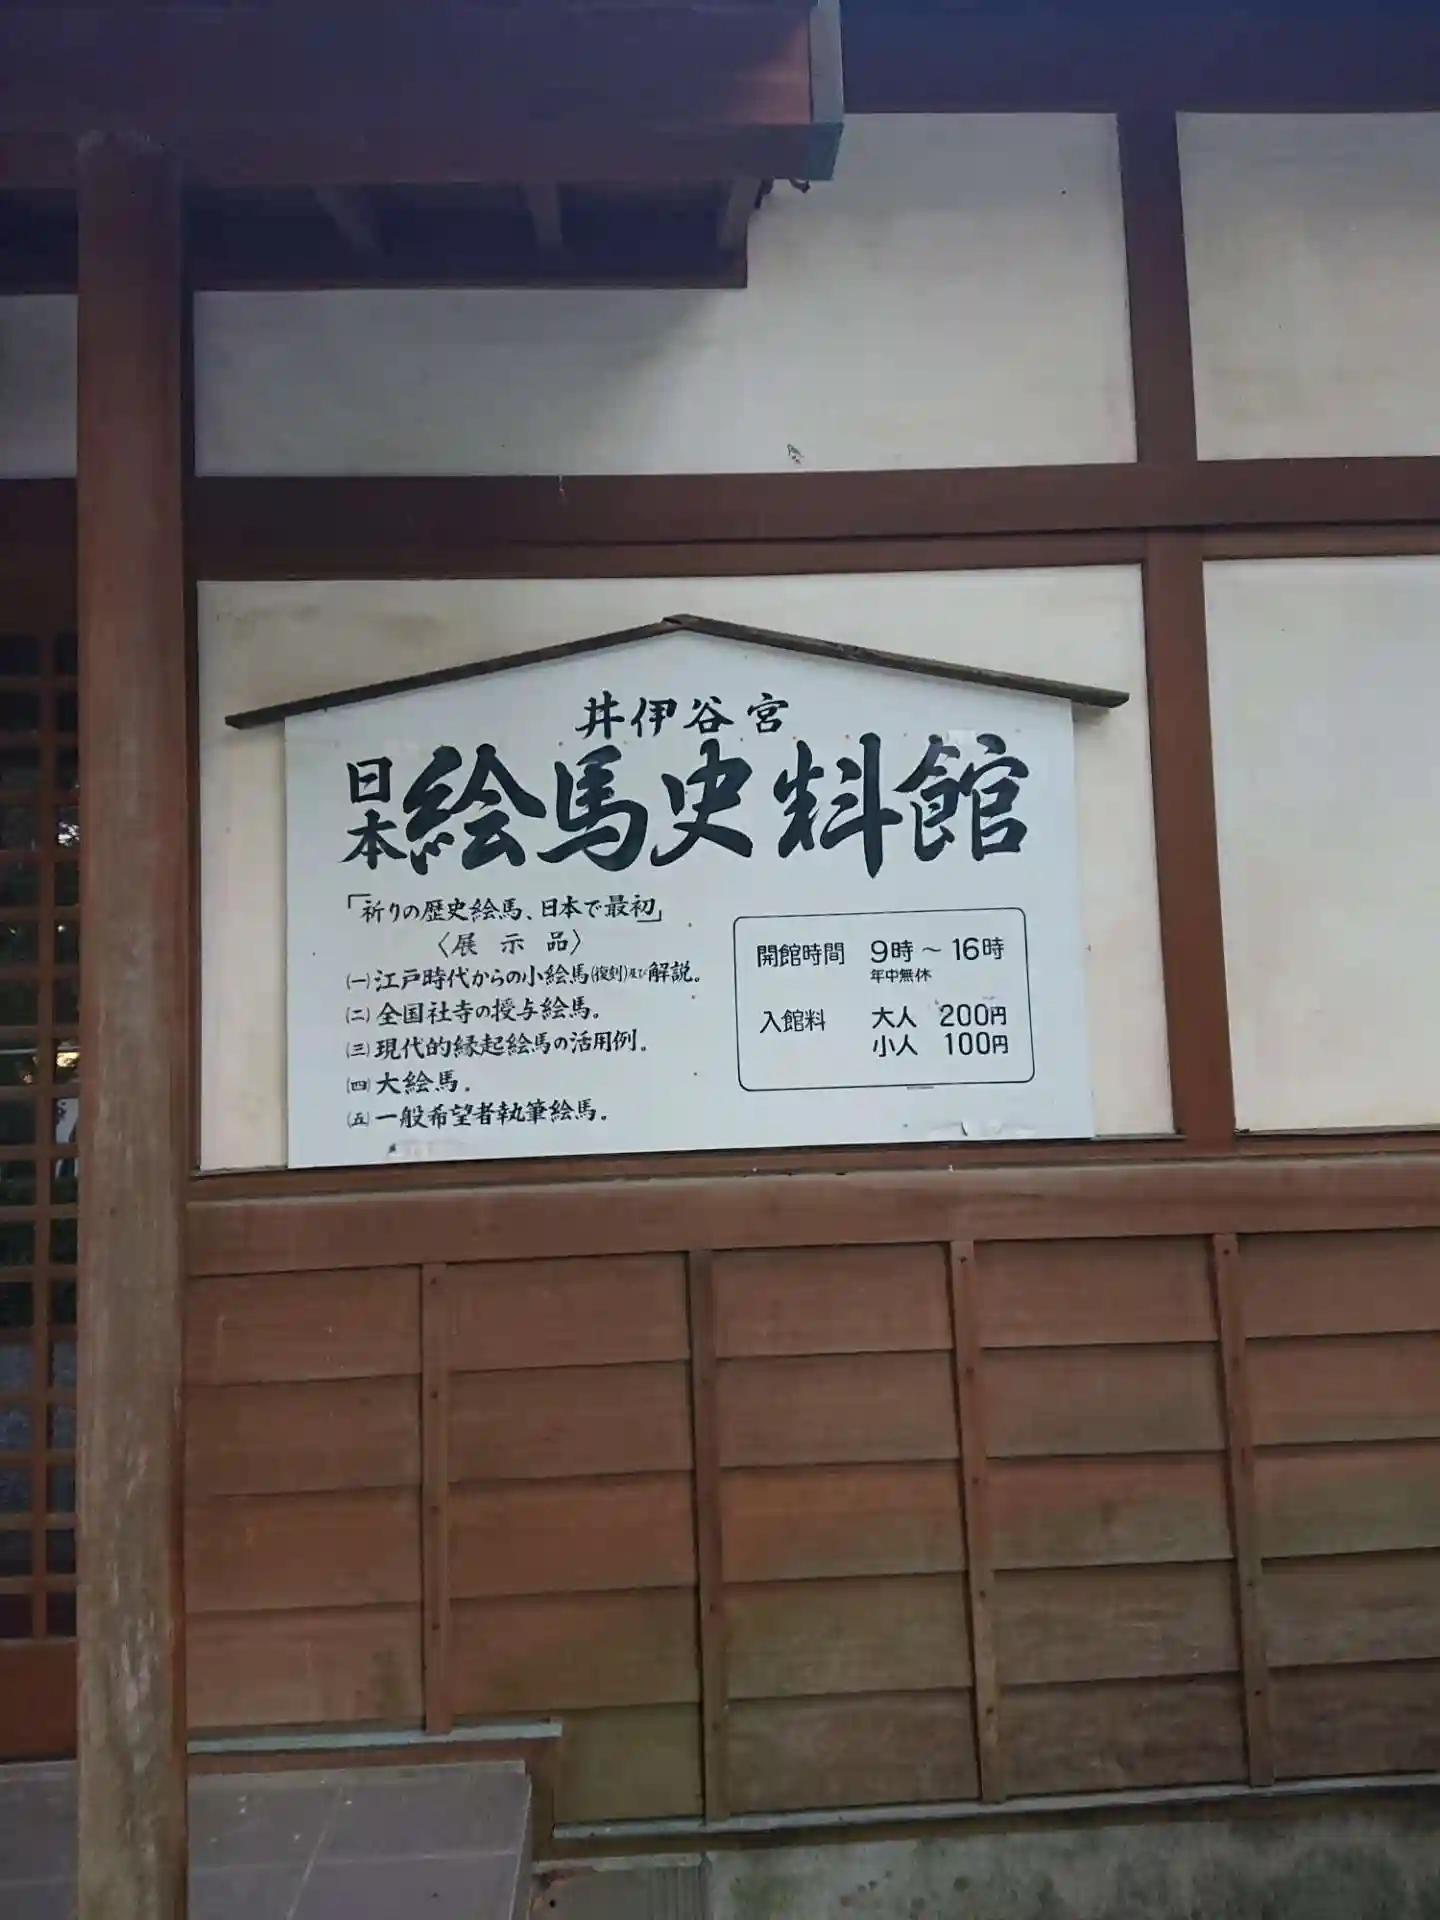 井伊谷宮
日本絵馬史料館
「祈りの歴史絵馬、日本で最初」
〈展示品〉
㈠江戸時代からの小絵馬(復刻)及び解説。
㈡全国社寺の授与絵馬。
㈢現代的縁起絵馬の活用例。
㈣大絵馬。
㈤一般希望者執筆絵馬。
開館時間 9時～16時
年中無休
入館料 大人 200円
小人 100円